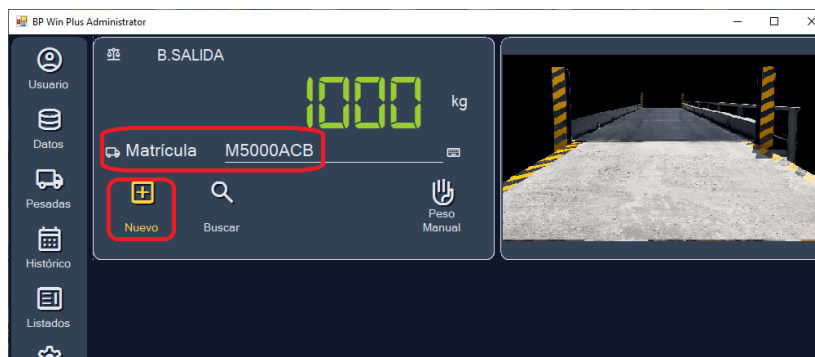 BP Win Plus Administrator
Usuario
Datos
Pesadas
Histórico
Listados
B.SALIDA
1000 kg
Matrícula M5000ACB
Nuevo
Buscar
Peso
Manual